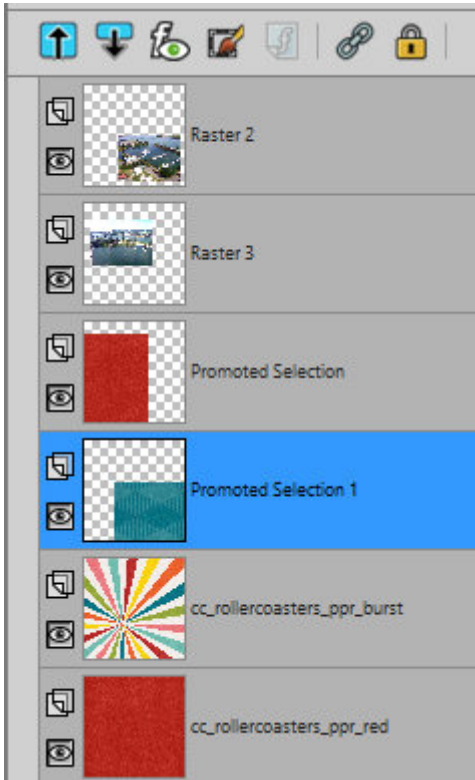 Raster 2
Raster 3
Promoted Selection
Promoted Selection 1
cc_rollercoasters_ppr_burst
cc_rollercoasters_ppr_red